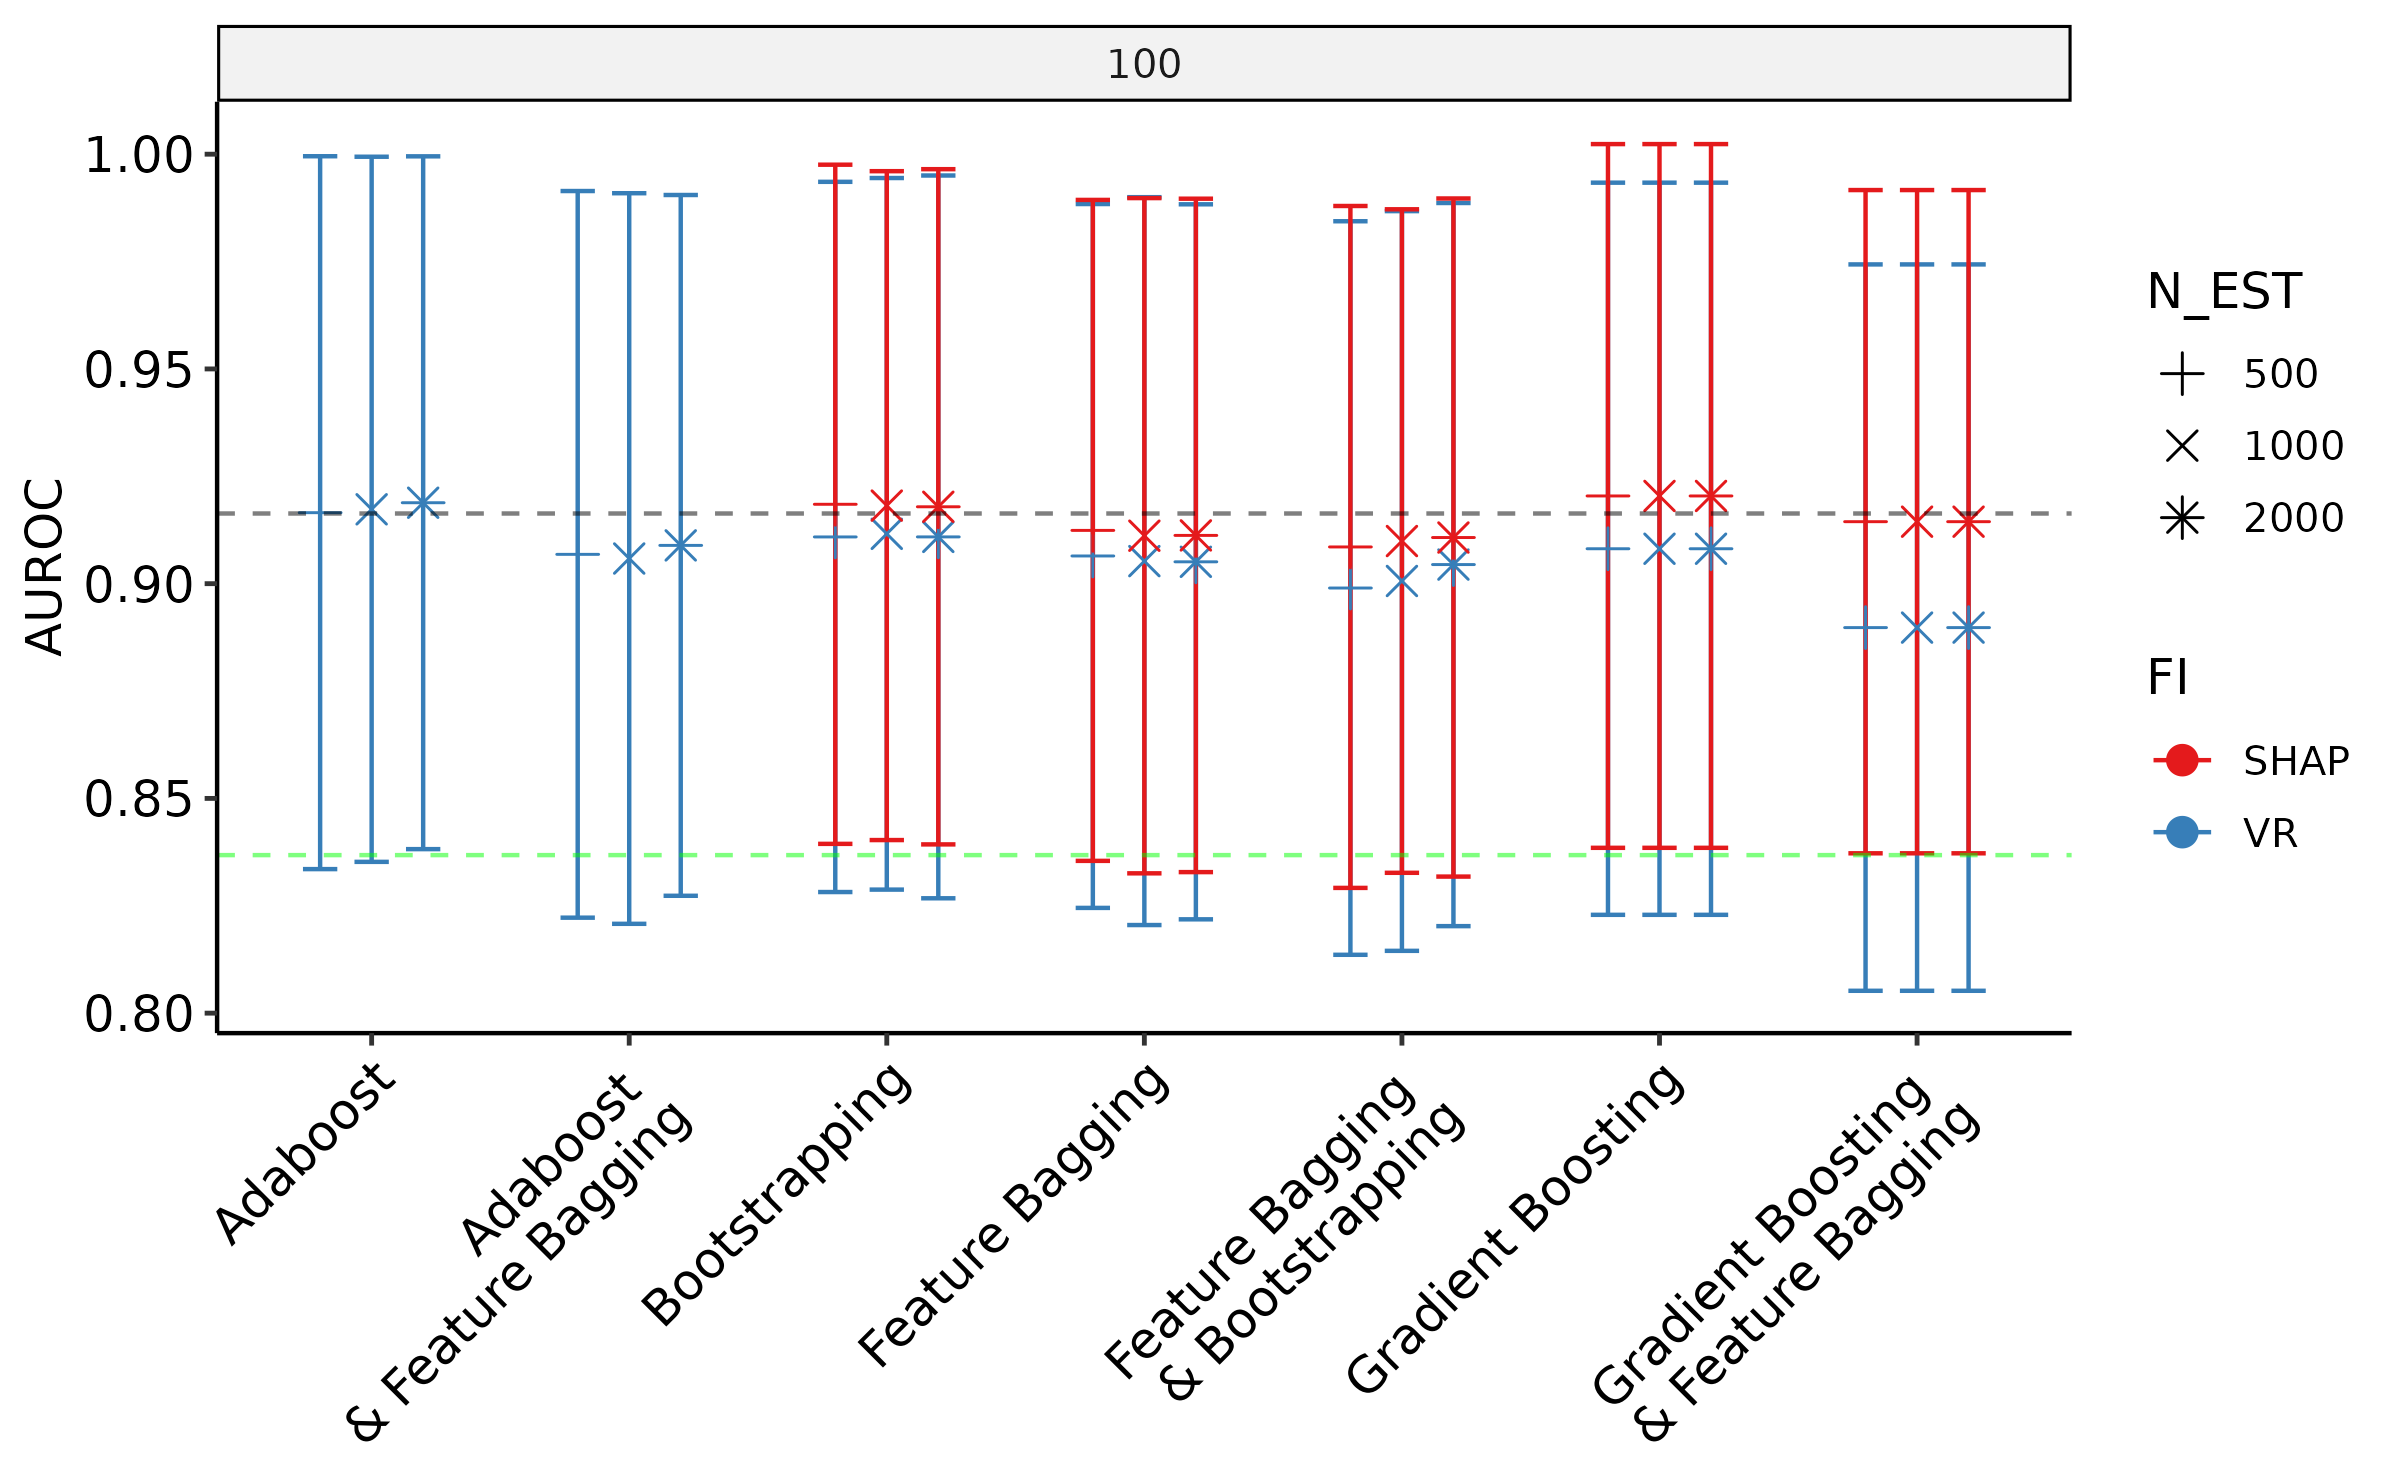 100
AUROC
1.00
0.95
0.90
0.85
0.80
Adaboost
Adaboost
& Feature Bagging
Bootstrapping
Feature Bagging
Feature Bagging
& Bootstrapping
Gradient Boosting
Gradient Boosting
& Feature Bagging
N_EST
500
1000
2000
FI
SHAP
VR